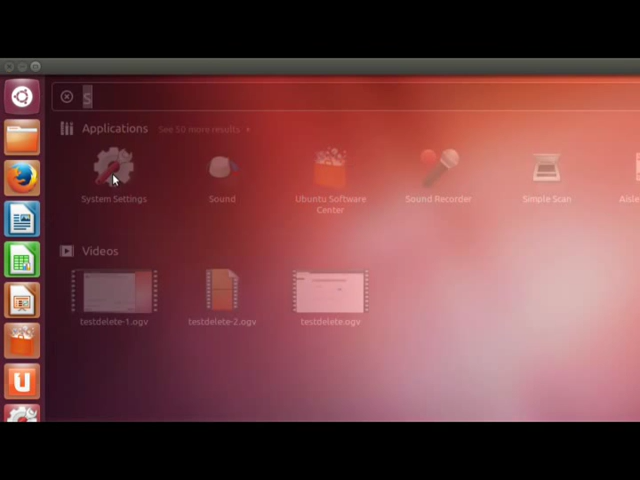 S
Applications See 50 more results
System Settings Sound Ubuntu Software Center Sound Recorder Simple Scan Aisle
Videos
testdelete-1.ogv testdelete-2.ogv testdelete.ogv